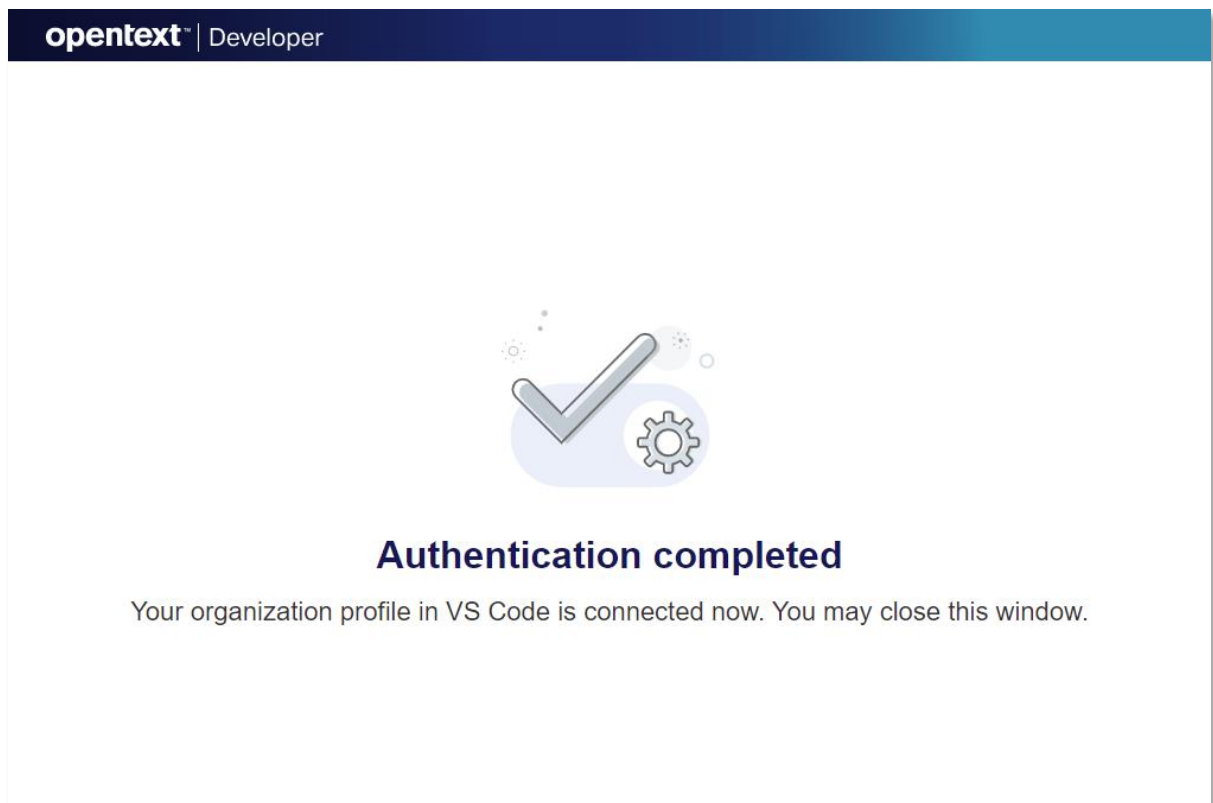 opentext™ | Developer
Authentication completed
Your organization profile in VS Code is connected now. You may close this window.